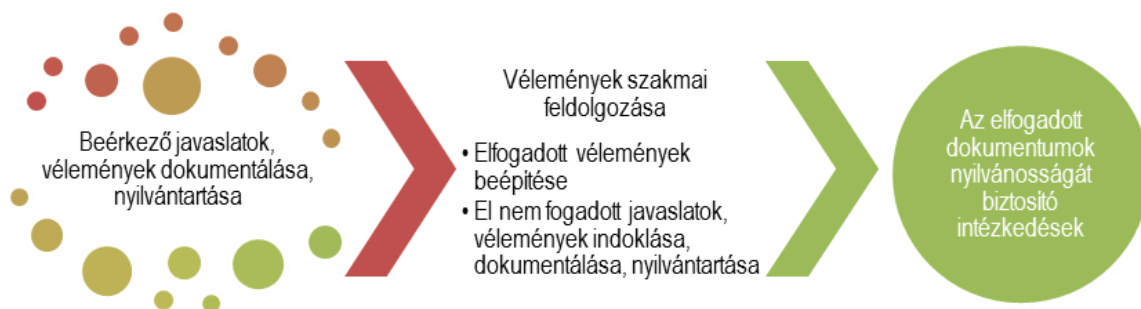 Beérkező javaslatok,
vélemények dokumentálása,
nyilvántartása
Vélemények szakmai
feldolgozása
• Elfogadott vélemények
beépítése
• El nem fogadott javaslatok,
vélemények indoklása,
dokumentálása, nyilvántartása
Az elfogadott
dokumentumok
nyilvánosságát
biztosító
intézkedések